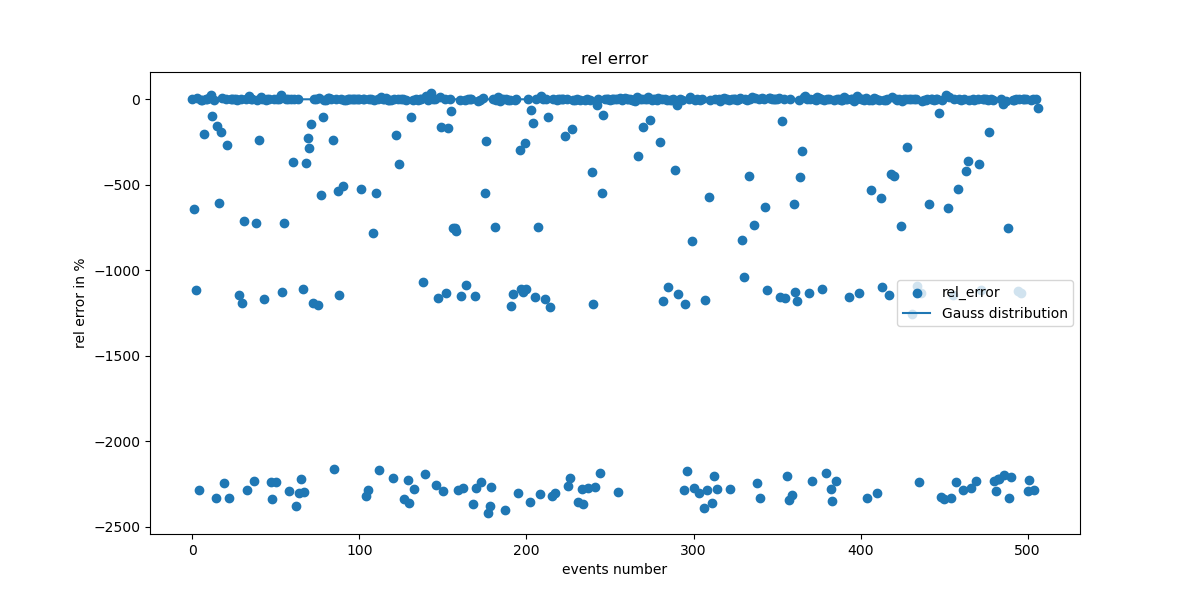 rel error
rel error in %
0
−500
−1000
−1500
−2000
−2500
rel_error
Gauss distribution
0 100 200 300 400 500
events number